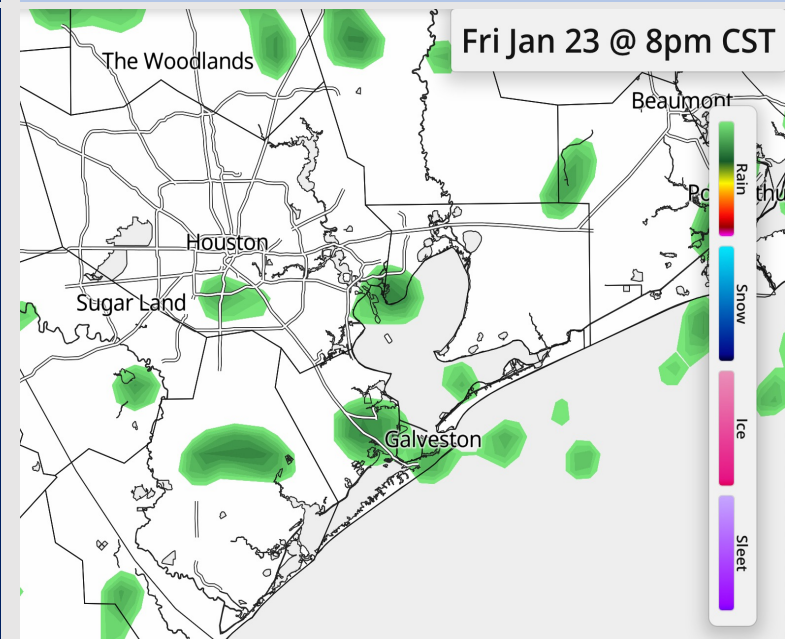 Fri Jan 23 @ 8pm CST
The Woodlands
Beaumont
Rain
Houston
Sugar Land
Snow
Ice
Galveston
Sleet